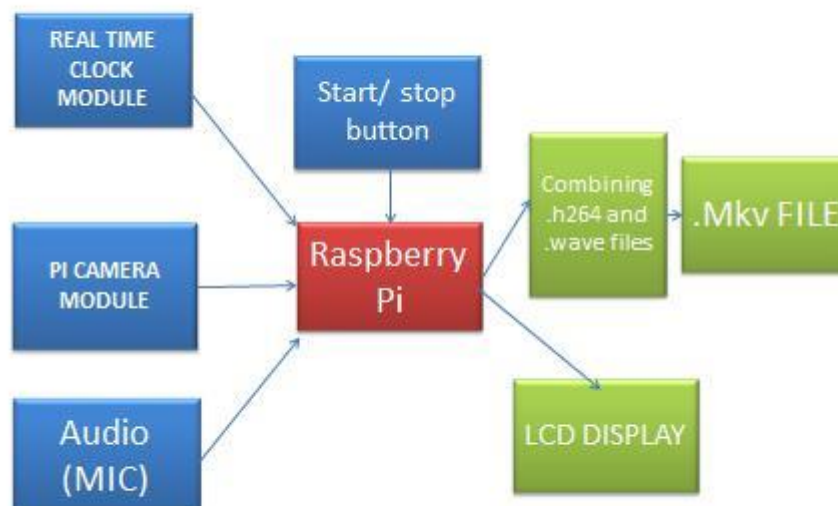 REAL TIME
CLOCK
MODULE
Start/ stop
button
Combining
.h264 and
.wave files
.Mkv FILE
Raspberry
Pi
PI CAMERA
MODULE
Audio
(MIC)
LCD DISPLAY